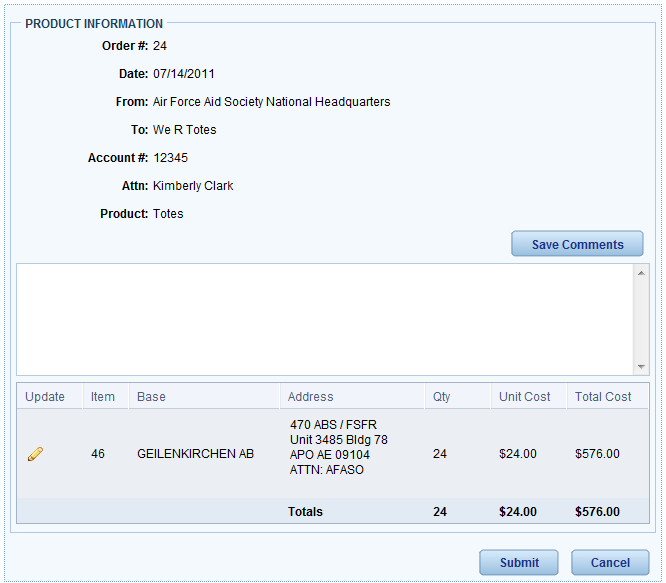 PRODUCT INFORMATION
Order #: 24
Date: 07/14/2011
From: Air Force Aid Society National Headquarters
To: We R Totes
Account #: 12345
Attn: Kimberly Clark
Product: Totes
Save Comments
Update Item Base Address Qty Unit Cost Total Cost
470 ABS / FSFR
Unit 3485 Bldg 78
46 GEILENKIRCHEN AB APO AE 09104 24 $24.00 $576.00
ATTN: AFASO
Totals 24 $24.00 $576.00
Submit Cancel